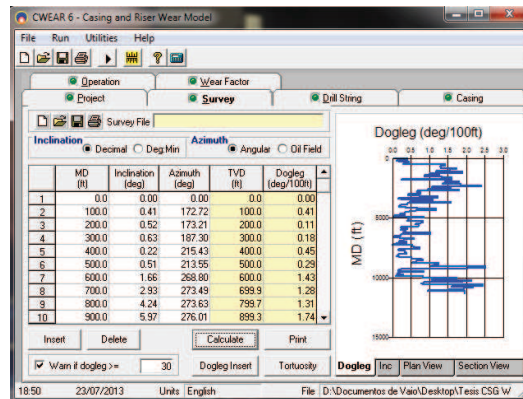 CWEAR 6 - Casing and Riser Wear Model
File Run Utilities Help
Operation Wear Factor
Project Survey Drill String Casing
Survey File
Inclination Azimuth
Decimal Deg:Min Angular Oil Field
MD (ft) Inclination (deg) Azimuth (deg) TVD (ft) Dogleg (deg/100ft)
1 0.0 0.00 0.00 0.0 0.00
2 100.0 0.41 172.72 100.0 0.41
3 200.0 0.52 173.21 200.0 0.11
4 300.0 0.63 187.30 300.0 0.18
5 400.0 0.22 215.43 400.0 0.45
6 500.0 0.51 213.55 500.0 0.29
7 600.0 1.66 268.80 600.0 1.43
8 700.0 2.93 273.49 699.9 1.28
9 800.0 4.24 273.63 799.7 1.31
10 900.0 5.97 276.01 899.3 1.74
Insert Delete Calculate Print
Warn if dogleg >= 30 Dogleg Insert Tortuosity
Dogleg (deg/100ft)
0.0 0.5 1.0 1.5 2.0 2.5 3.0
0
5000
10000
15000
MD (ft)
Dogleg Inc Plan View Section View
18:50 23/07/2013 Units English File D:\Documentos de Vaio\Desktop\Tesis CSG W